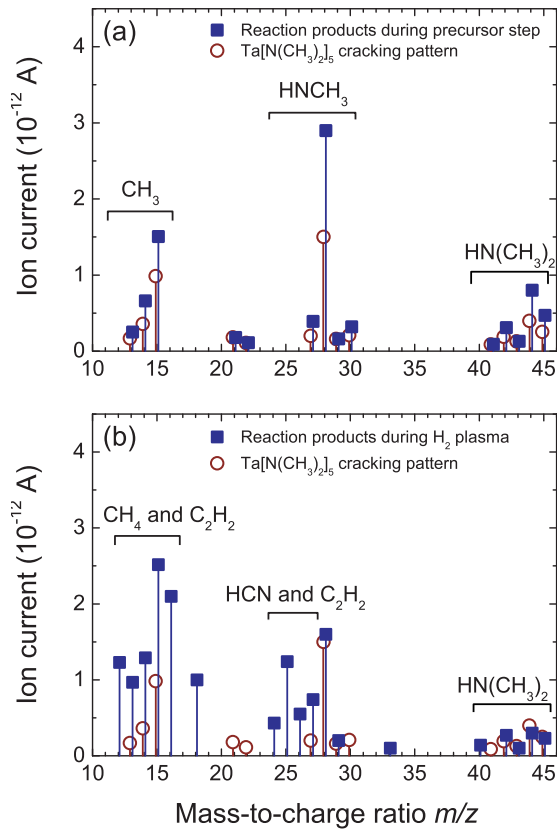 (a)
Reaction products during precursor step
Ta[N(CH₃)₂]₅ cracking pattern
HNCH₃
CH₃
HN(CH₃)₂
Ion current (10⁻¹² A)
4
3
2
1
0
10 15 20 25 30 35 40 45
(b)
Reaction products during H₂ plasma
Ta[N(CH₃)₂]₅ cracking pattern
CH₄ and C₂H₂
HCN and C₂H₂
HN(CH₃)₂
Ion current (10⁻¹² A)
4
3
2
1
0
10 15 20 25 30 35 40 45
Mass-to-charge ratio m/z